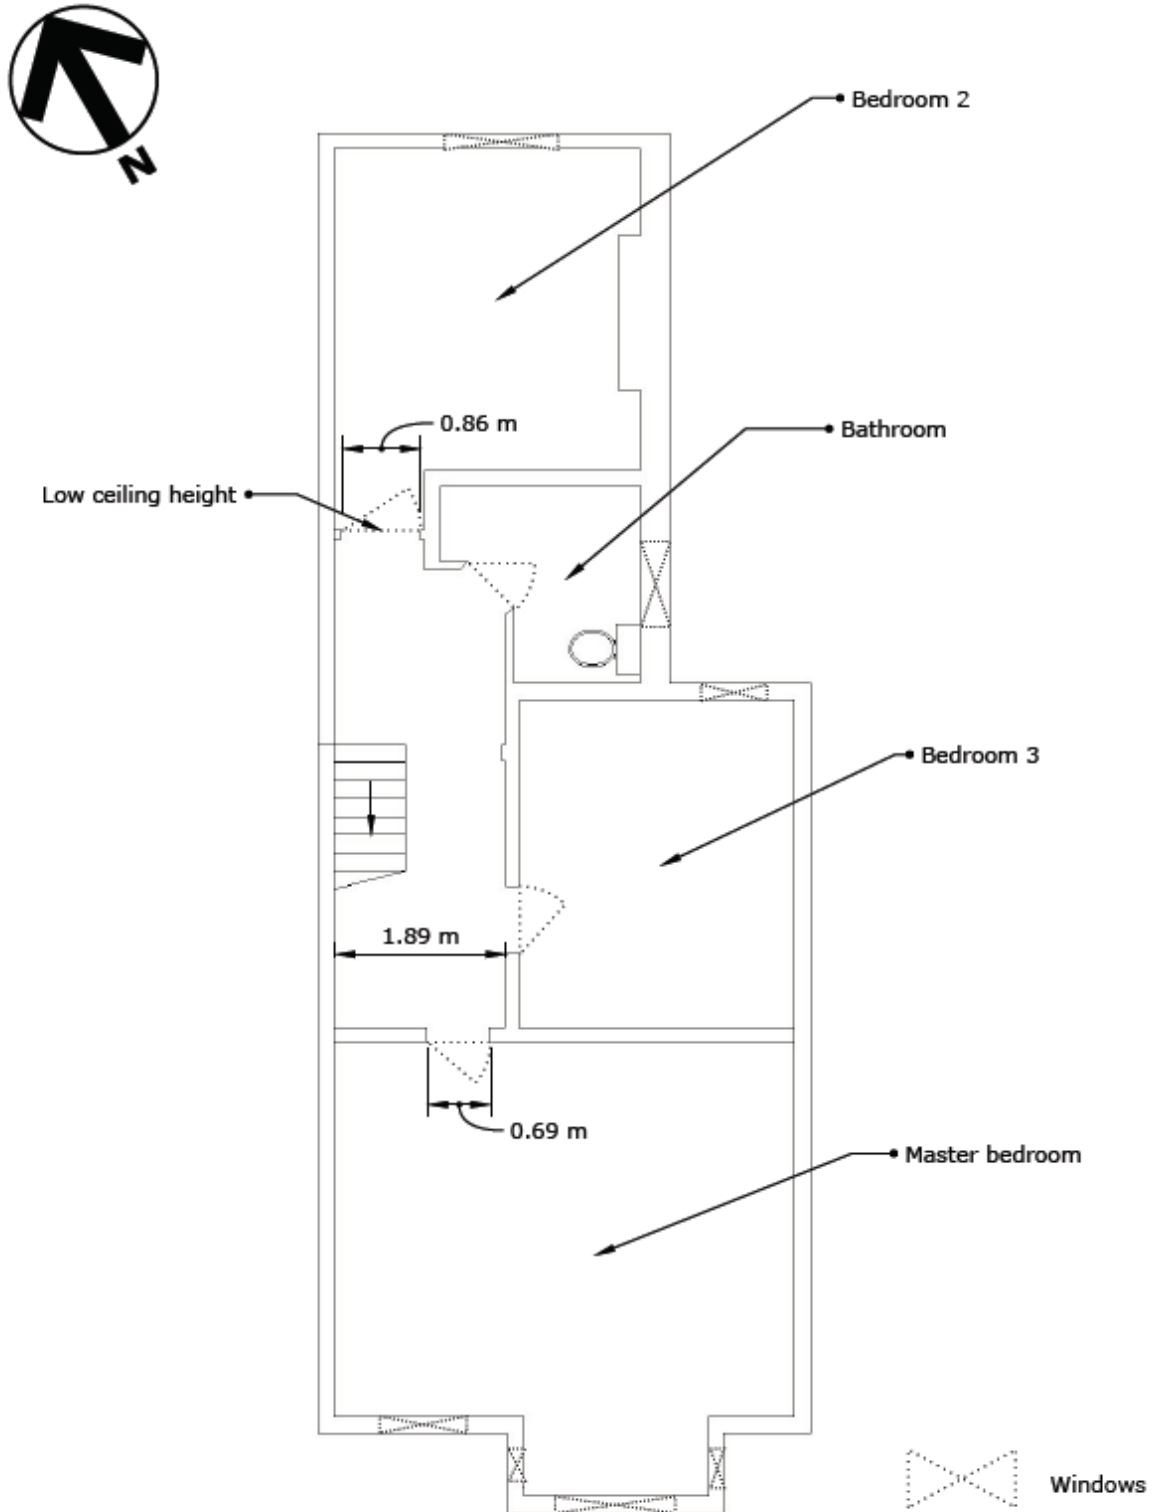 N
Bedroom 2
0.86 m
Bathroom
Low ceiling height
Bedroom 3
1.89 m
0.69 m
Master bedroom
Windows